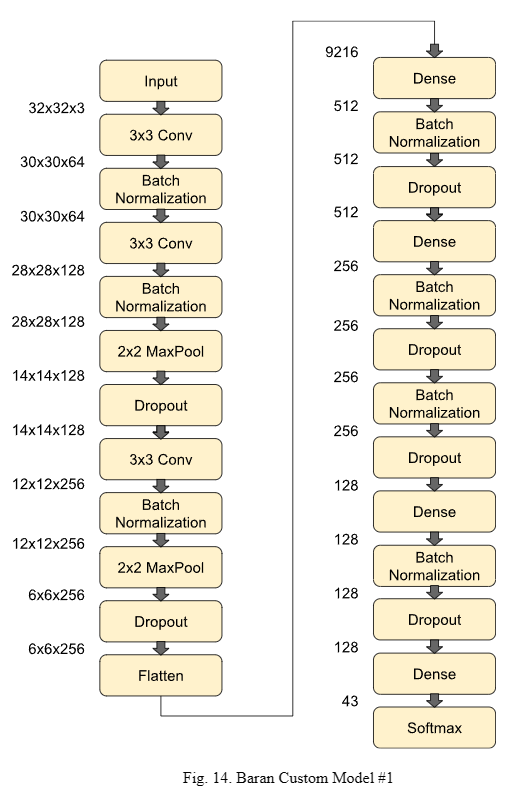 Input
32x32x3
3x3 Conv
30x30x64
Batch
Normalization
30x30x64
3x3 Conv
28x28x128
Batch
Normalization
28x28x128
2x2 MaxPool
14x14x128
Dropout
14x14x128
3x3 Conv
12x12x256
Batch
Normalization
12x12x256
2x2 MaxPool
6x6x256
Dropout
6x6x256
Flatten
9216
Dense
512
Batch
Normalization
512
Dropout
512
Dense
256
Batch
Normalization
256
Dropout
256
Batch
Normalization
256
Dropout
128
Dense
128
Batch
Normalization
128
Dropout
128
Dense
43
Softmax
Fig. 14. Baran Custom Model #1